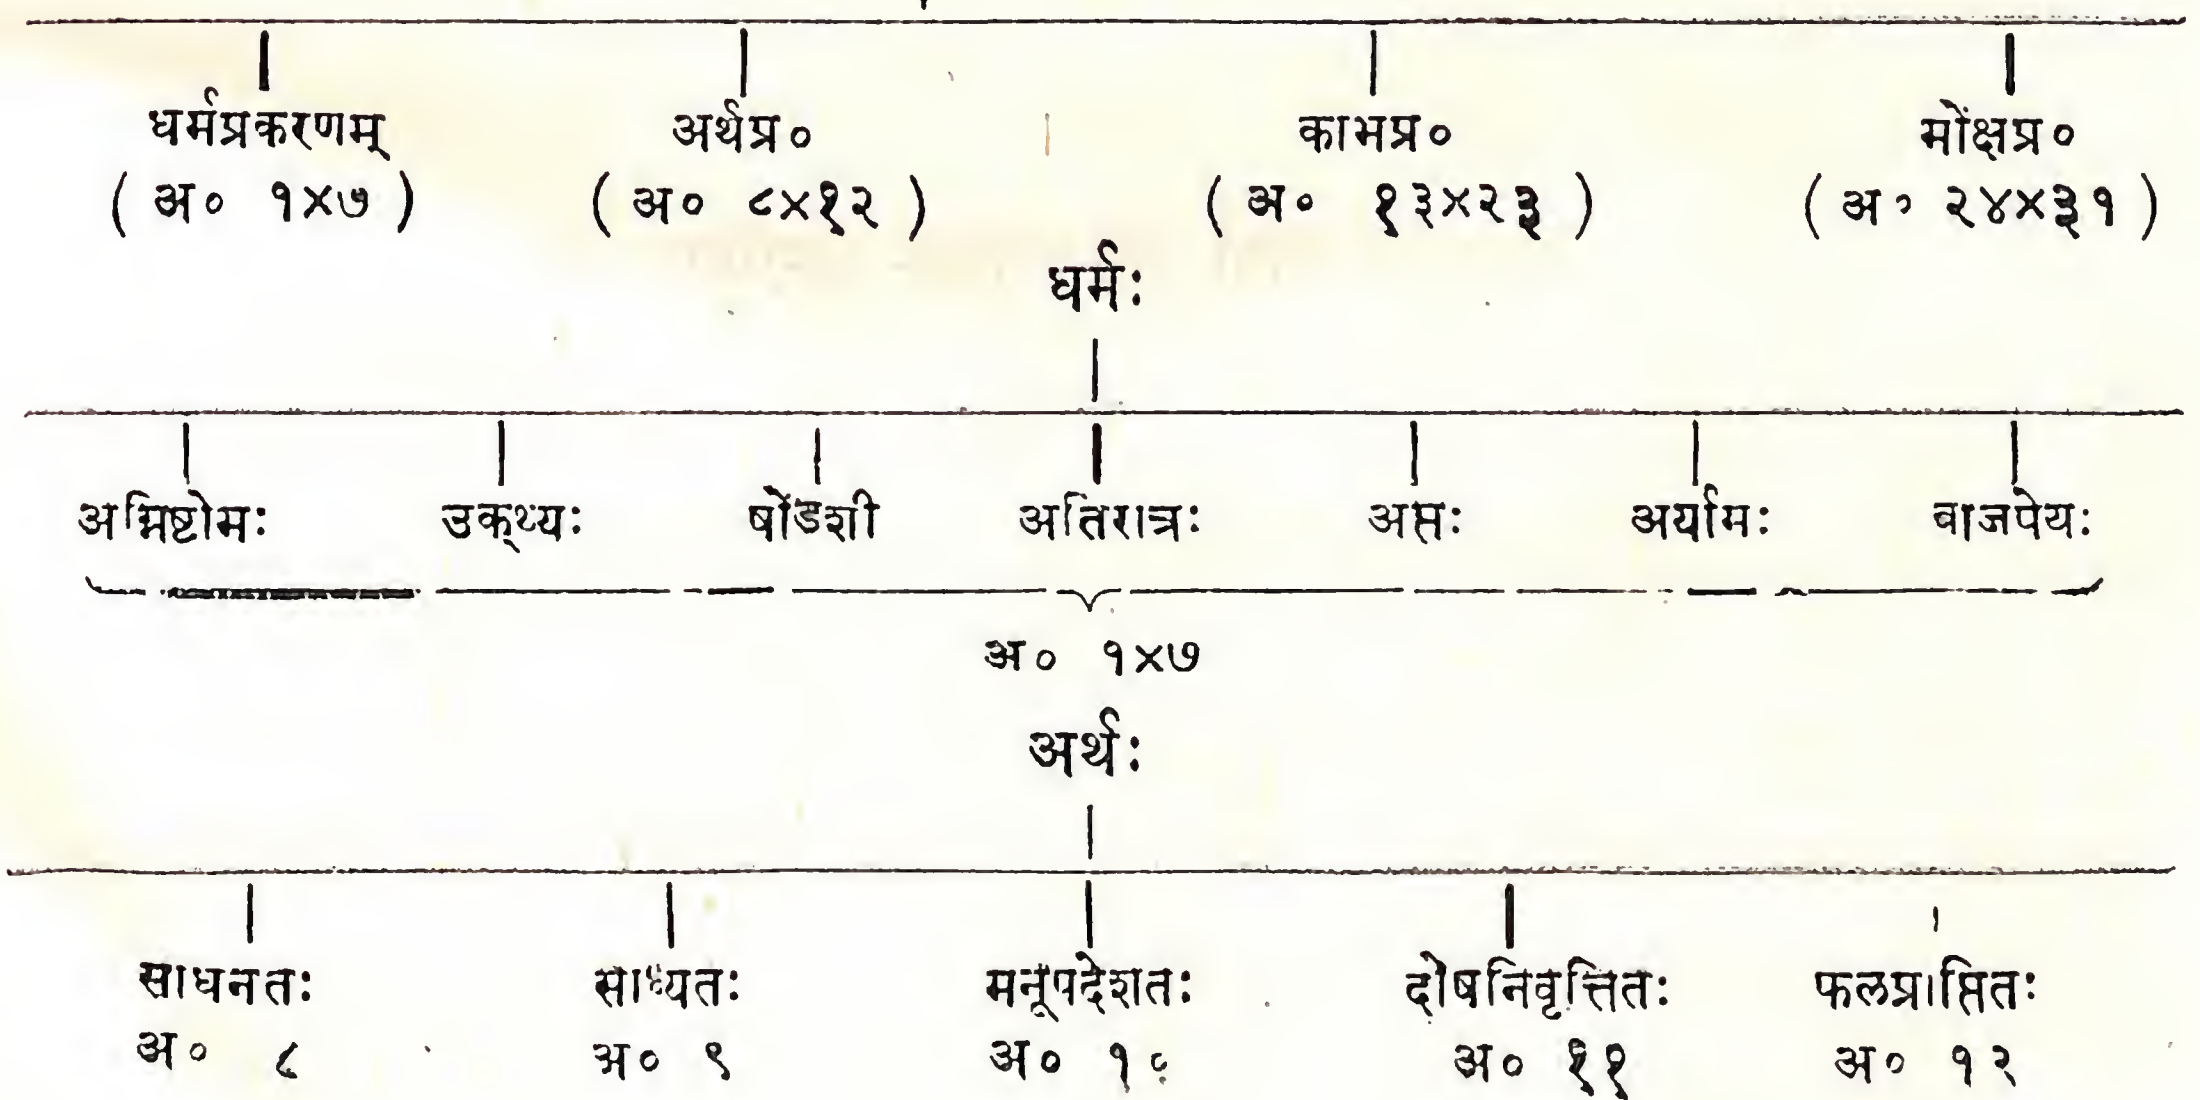 धर्मप्रकरणम् अर्थप्र० काभप्र० मोंक्षप्र०
( अ० १×७ ) ( अ० ८×१२ ) ( अ० १३×२३ ) ( अ० २४×३१ )
धर्मः
अग्निष्टोमः उक्थ्यः षोंडशी अतिरात्रः अप्तः अर्यामः वाजपेयः
अ० १×७
अर्थः
साधनतः साध्यतः मनूपदेशतः दोषनिवृत्तितः फलप्राप्तितः
अ० ८ अ० ९ अ० १० अ० ११ अ० १२